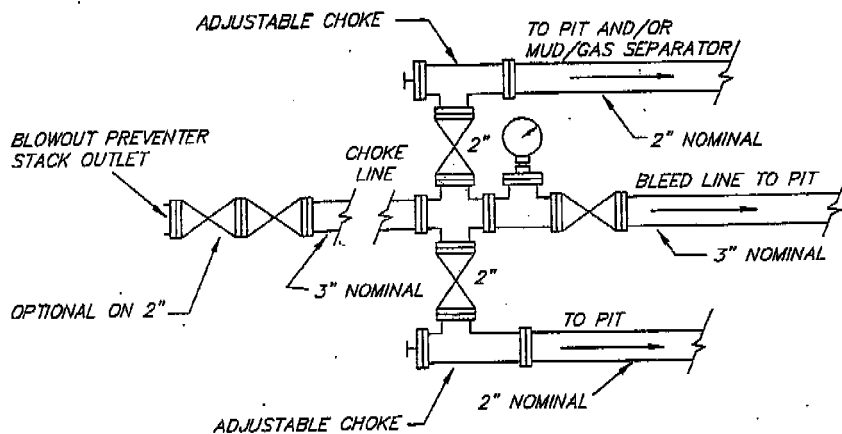 ADJUSTABLE CHOKE
TO PIT AND/OR
MUD/GAS SEPARATOR
BLOWOUT PREVENTER
STACK OUTLET
CHOKE
LINE
2"
2" NOMINAL
BLEED LINE TO PIT
OPTIONAL ON 2"
3" NOMINAL
2"
3" NOMINAL
TO PIT
ADJUSTABLE CHOKE
2" NOMINAL